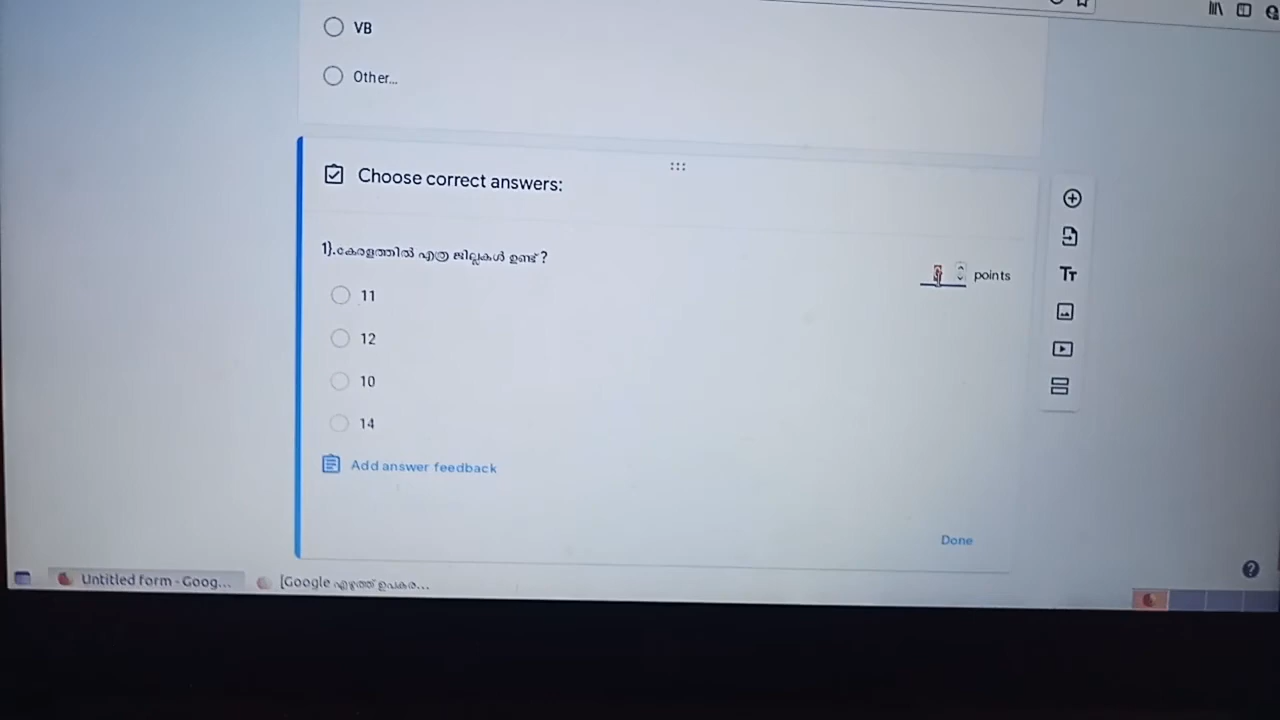 VB
Other...
Choose correct answers:
1).കേരളത്തിൽ എത്ര ജില്ലകൾ ഉണ്ട് ?
points
11
12
10
14
Add answer feedback
Done
Untitled form - Goog...
[Google എഴുത്ത് ഉപകര...